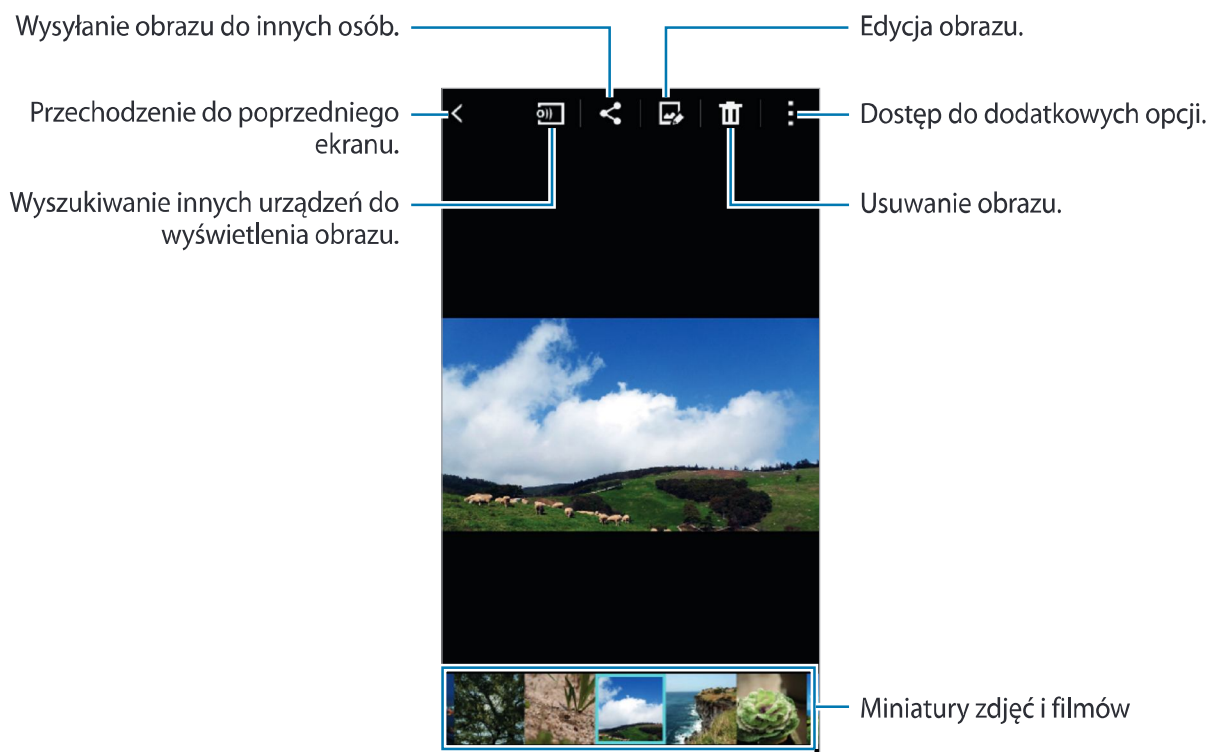 Wysyłanie obrazu do innych osób.
Edycja obrazu.
Przechodzenie do poprzedniego
ekranu.
Dostęp do dodatkowych opcji.
Wyszukiwanie innych urządzeń do
wyświetlenia obrazu.
Usuwanie obrazu.
Miniatury zdjęć i filmów